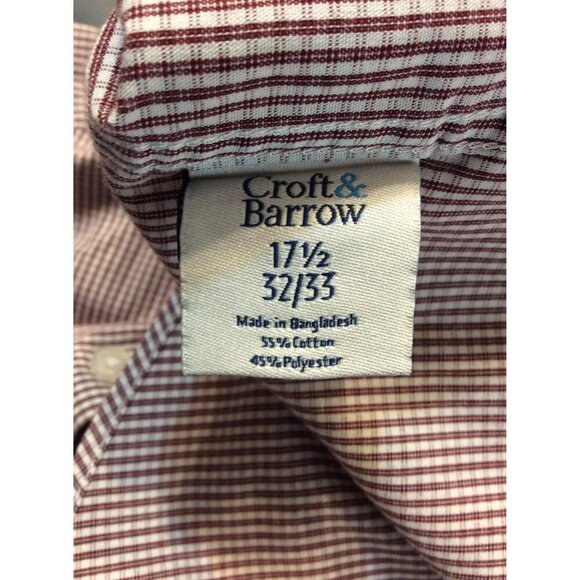 Croft&
Barrow
17½
32/33
Made in Bangladesh
55% Cotton
45% Polyester